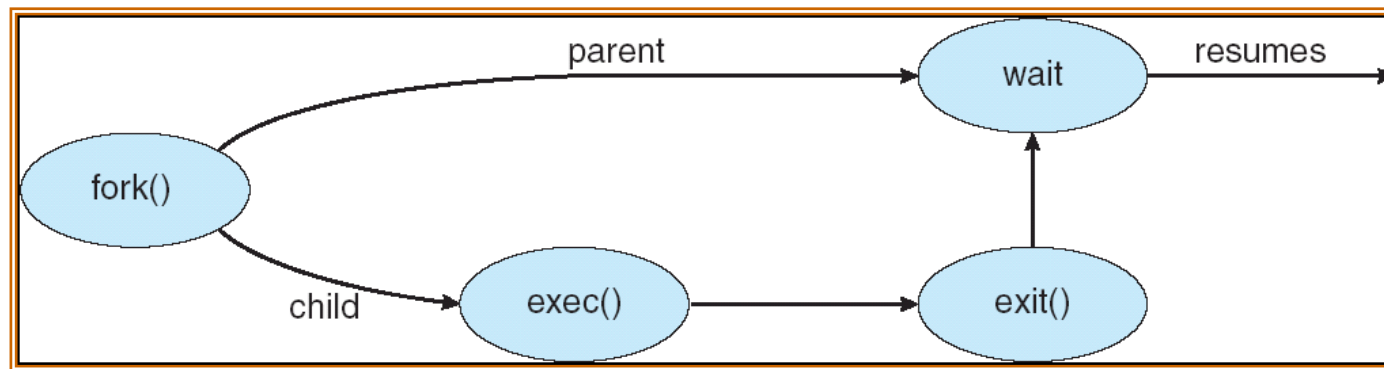 parent
wait
resumes
fork()
child
exec()
exit()